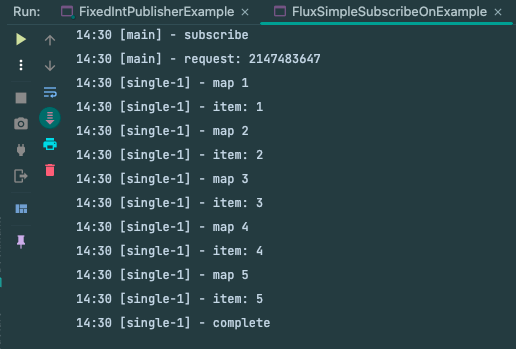 Run: FixedIntPublisherExample × FluxSimpleSubscribeOnExample ×
14:30 [main] - subscribe
14:30 [main] - request: 2147483647
14:30 [single-1] - map 1
14:30 [single-1] - item: 1
14:30 [single-1] - map 2
14:30 [single-1] - item: 2
14:30 [single-1] - map 3
14:30 [single-1] - item: 3
14:30 [single-1] - map 4
14:30 [single-1] - item: 4
14:30 [single-1] - map 5
14:30 [single-1] - item: 5
14:30 [single-1] - complete